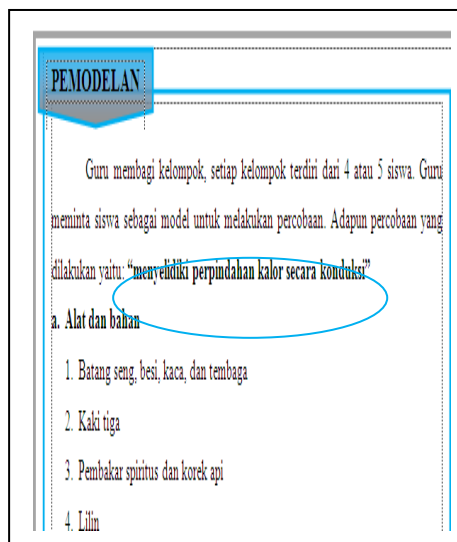 PEMODELAN
Guru membagi kelompok, setiap kelompok terdiri dari 4 atau 5 siswa. Guru
meminta siswa sebagai model untuk melakukan percobaan. Adapun percobaan yang
dilakukan yaitu: “menyelidiki perpindahan kalor secara konduksi”
a. Alat dan bahan
1. Batang seng, besi, kaca, dan tembaga
2. Kaki tiga
3. Pembakar spiritus dan korek api
4. Lilin